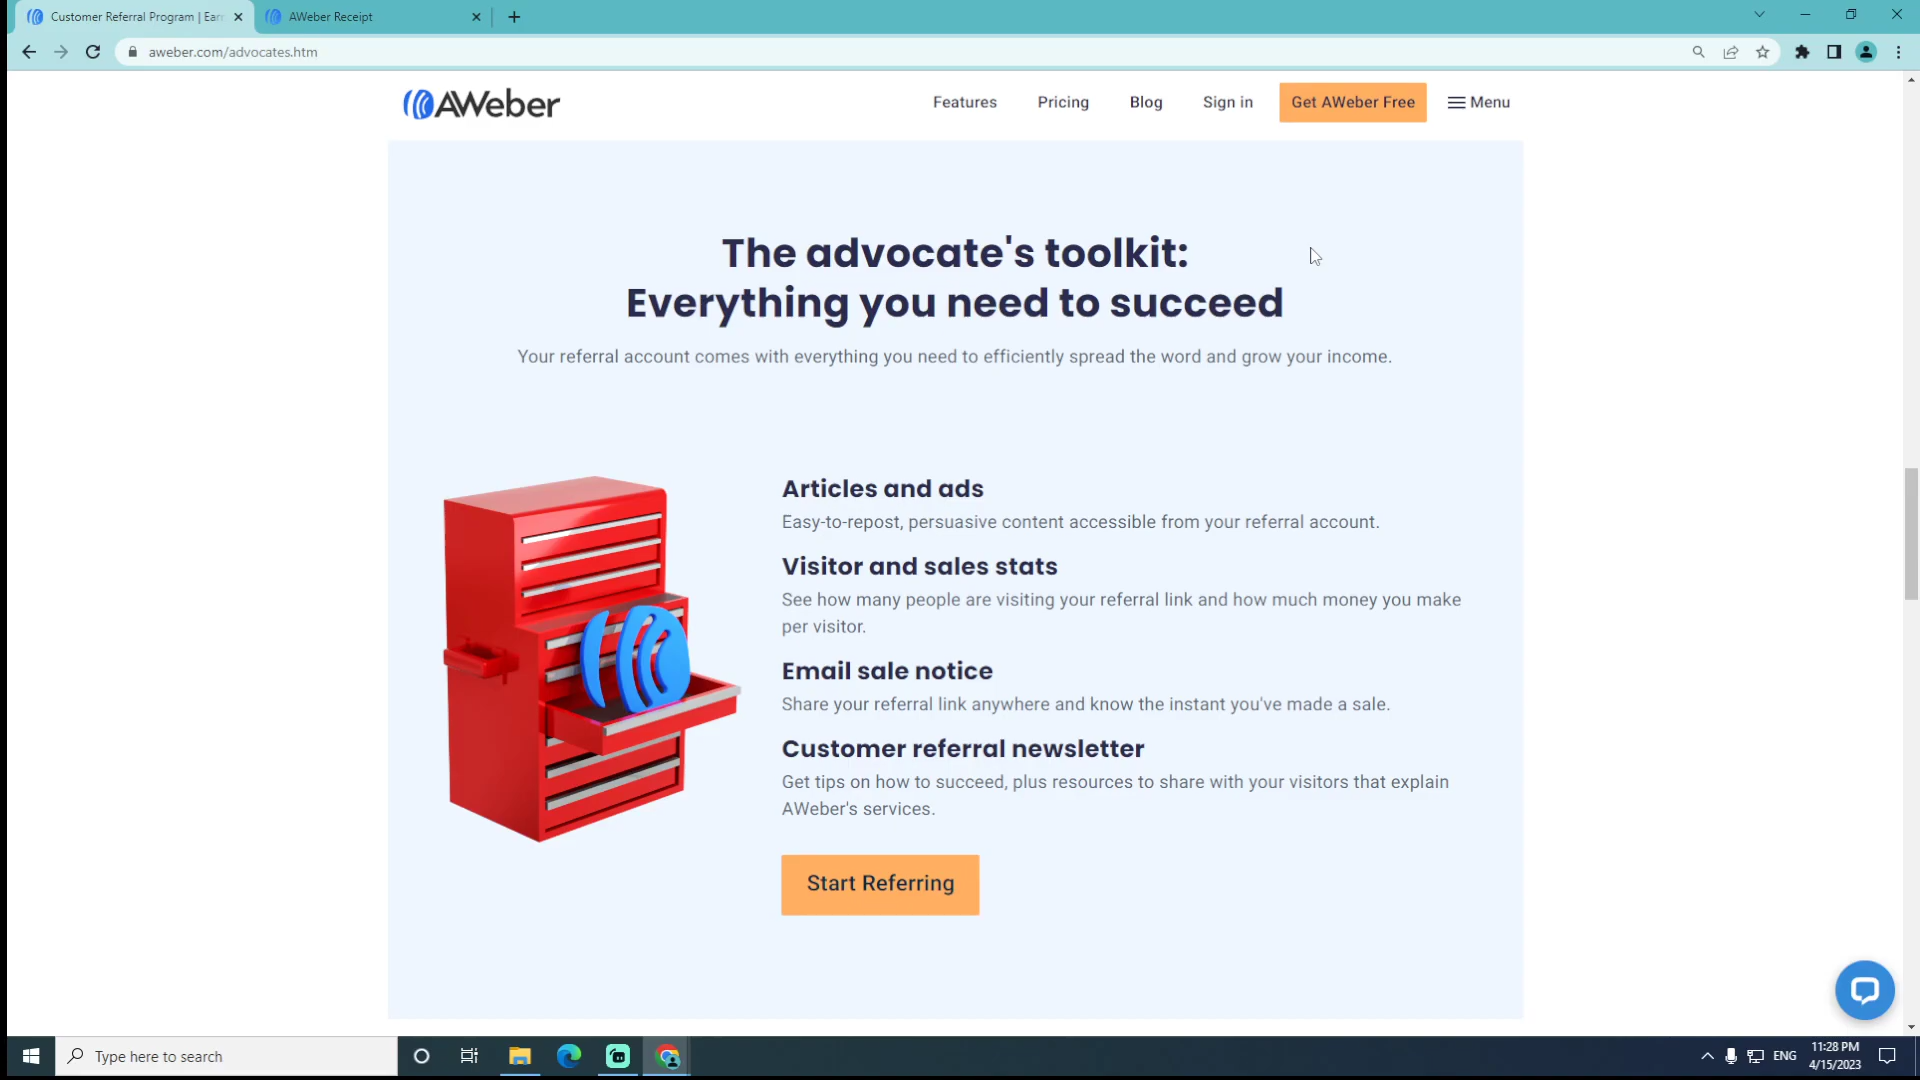 Customer Referral Program | Earn
AWeber Receipt
aweber.com/advocates.htm
AWeber
Features
Pricing
Blog
Sign in
Get AWeber Free
Menu
The advocate's toolkit:
Everything you need to succeed
Your referral account comes with everything you need to efficiently spread the word and grow your income.
Articles and ads
Easy-to-repost, persuasive content accessible from your referral account.
Visitor and sales stats
See how many people are visiting your referral link and how much money you make
per visitor.
Email sale notice
Share your referral link anywhere and know the instant you've made a sale.
Customer referral newsletter
Get tips on how to succeed, plus resources to share with your visitors that explain
AWeber's services.
Start Referring
Type here to search
ENG
11:28 PM
4/15/2023